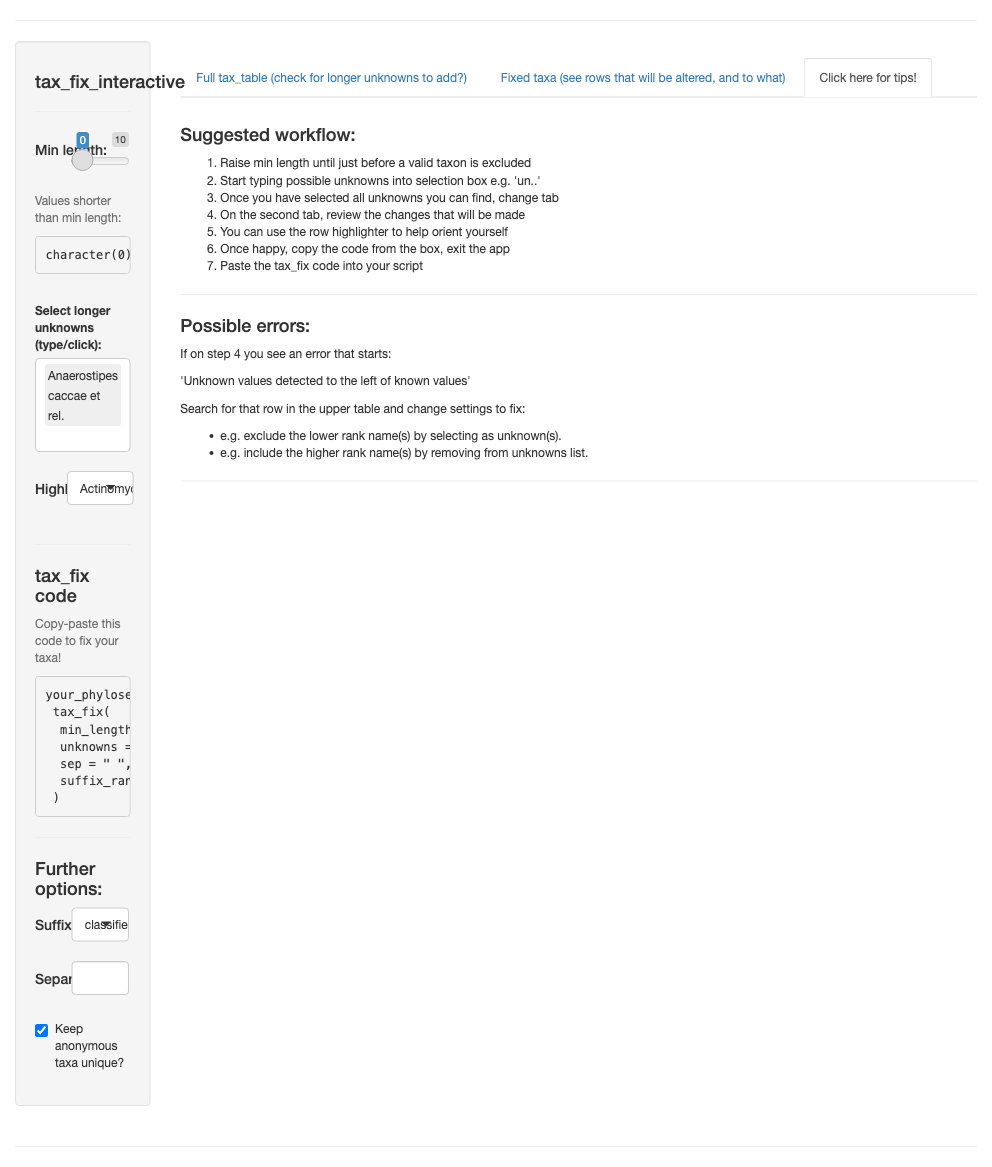 tax_fix_interactive
0
10
Min length:
Values shorter
than min length:
character(0)
Select longer
unknowns
(type/click):
Anaerostipes
caccae et
rel.
Highl
Actinomyc
tax_fix
code
Copy-paste this
code to fix your
taxa!
your_phylose
tax_fix(
min_length
unknowns =
sep = " ",
suffix_ran
)
Further
options:
Suffix
classifie
Separ
Keep
anonymous
taxa unique?
Full tax_table (check for longer unknowns to add?)
Fixed taxa (see rows that will be altered, and to what)
Click here for tips!
Suggested workflow:
1. Raise min length until just before a valid taxon is excluded
2. Start typing possible unknowns into selection box e.g. 'un..'
3. Once you have selected all unknowns you can find, change tab
4. On the second tab, review the changes that will be made
5. You can use the row highlighter to help orient yourself
6. Once happy, copy the code from the box, exit the app
7. Paste the tax_fix code into your script
Possible errors:
If on step 4 you see an error that starts:
'Unknown values detected to the left of known values'
Search for that row in the upper table and change settings to fix:
• e.g. exclude the lower rank name(s) by selecting as unknown(s).
• e.g. include the higher rank name(s) by removing from unknowns list.